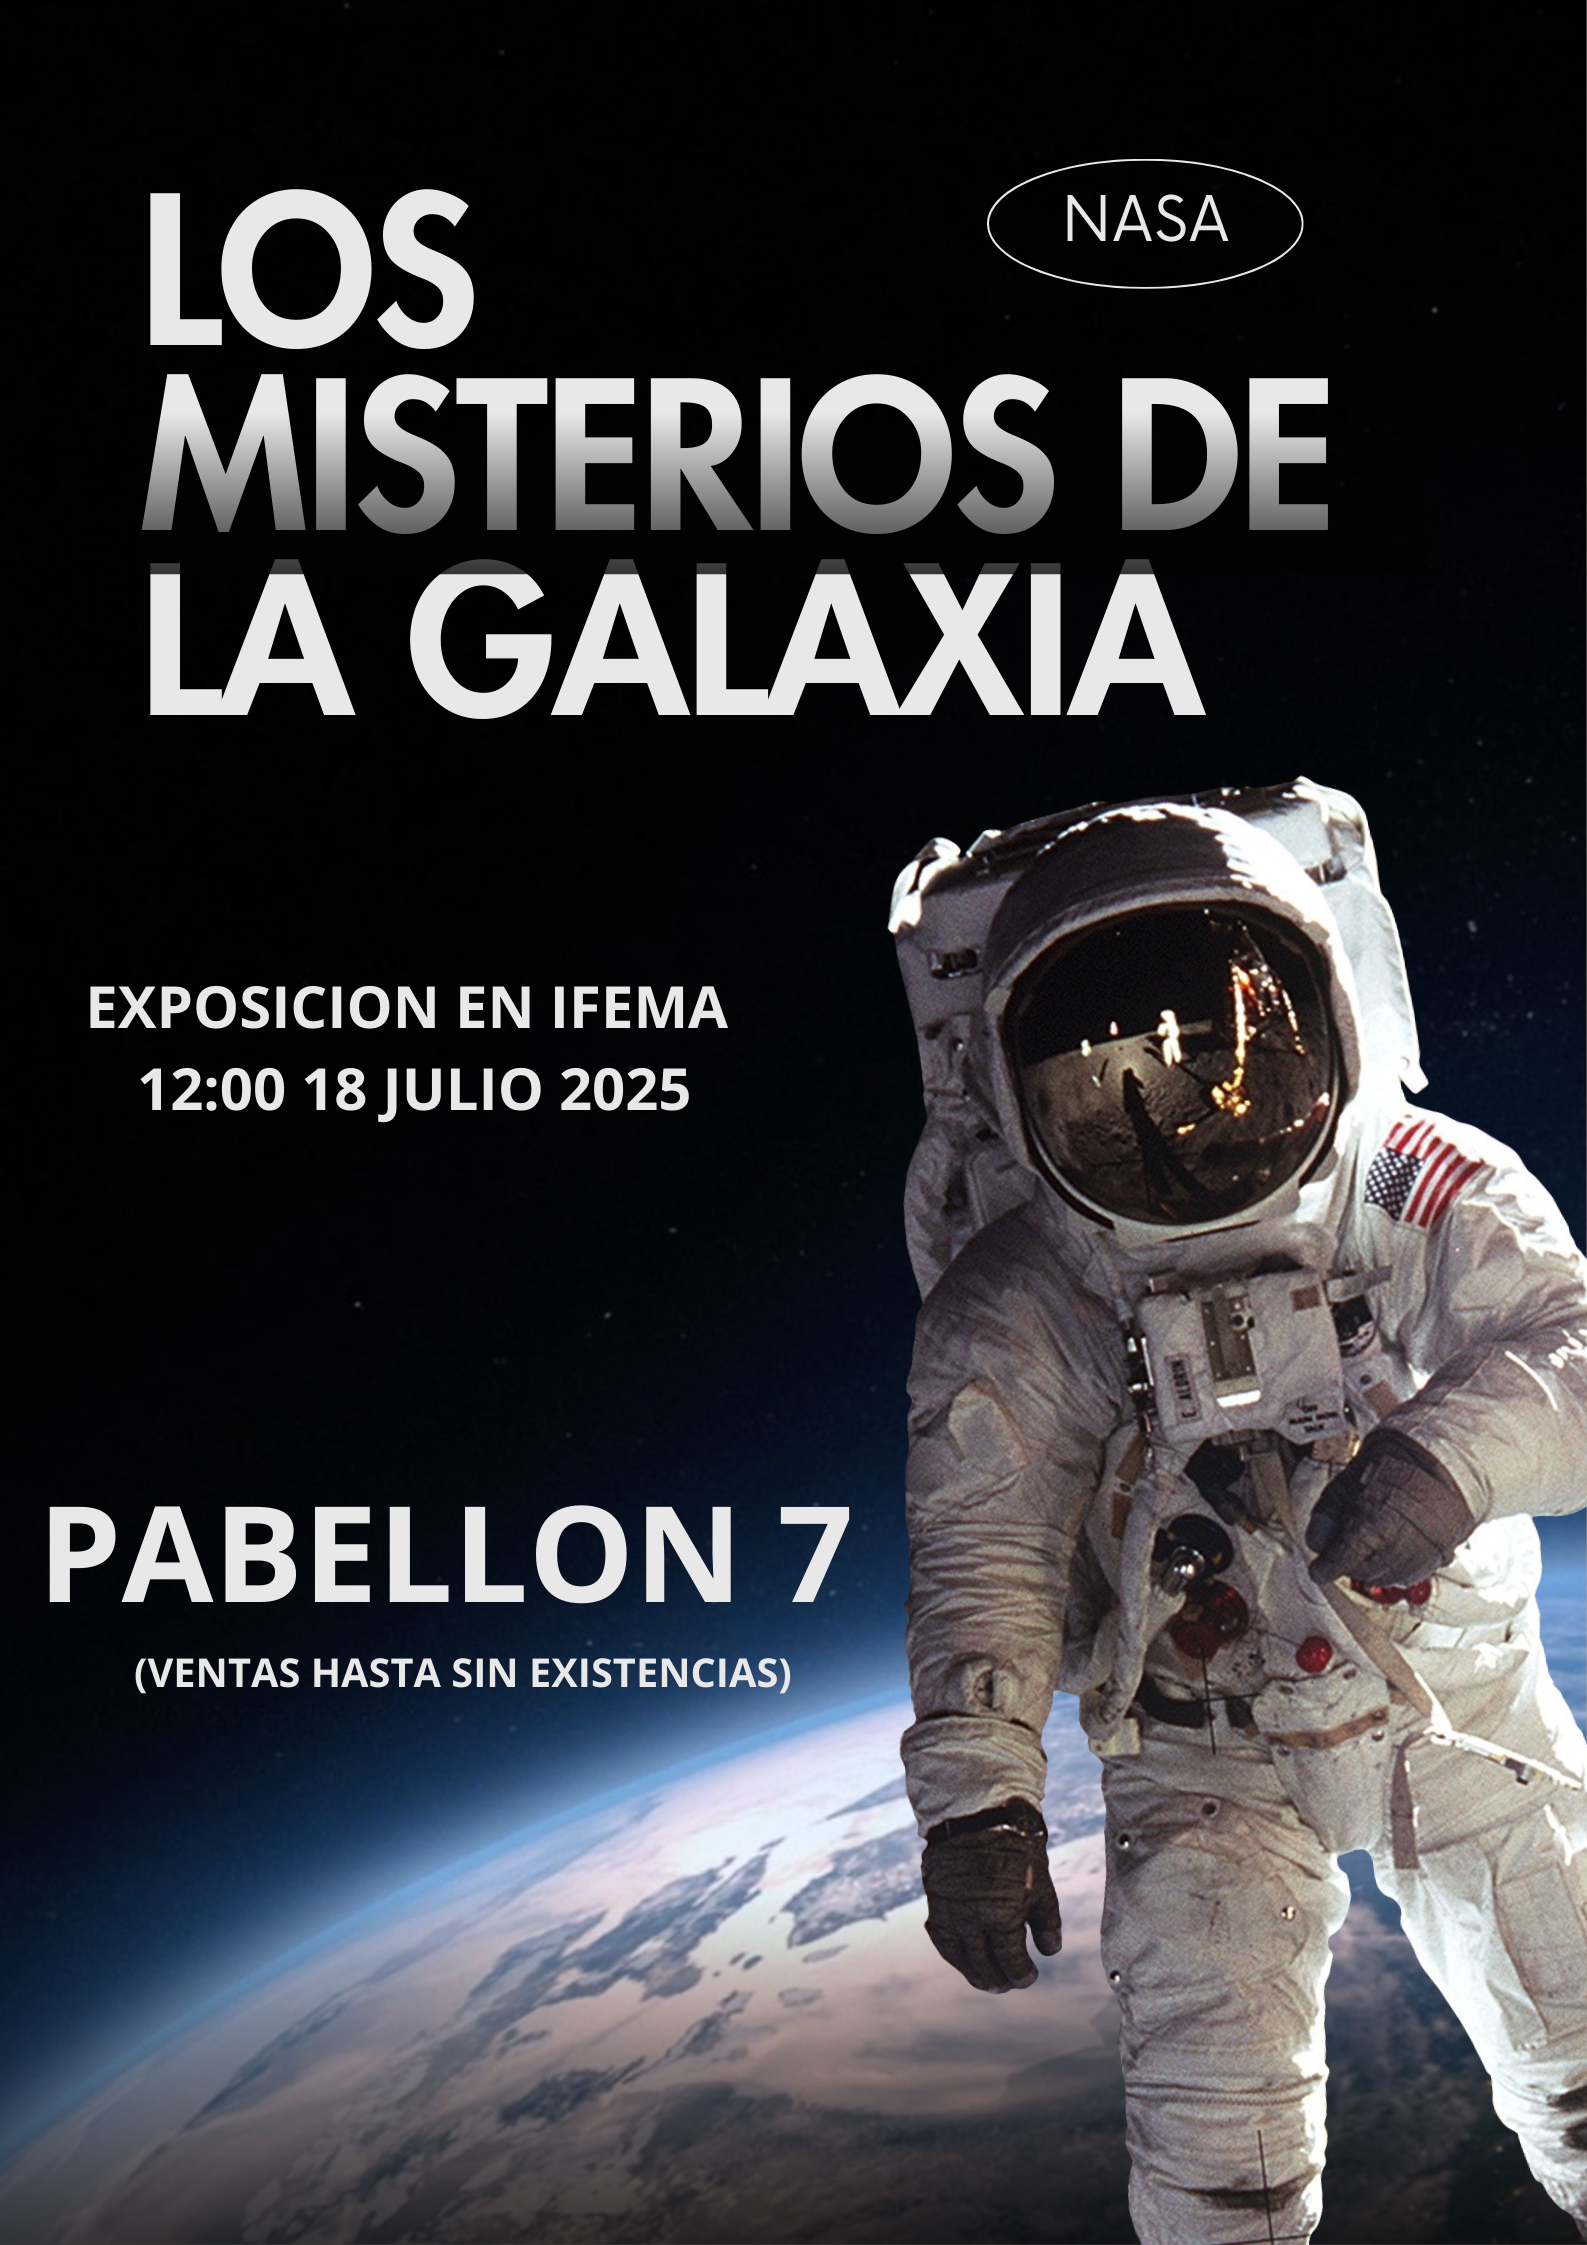 NASA
LOS
MISTERIOS DE
LA GALAXIA
EXPOSICION EN IFEMA
12:00 18 JULIO 2025
E. ALDRIN
PABELLON 7
(VENTAS HASTA SIN EXISTENCIAS)